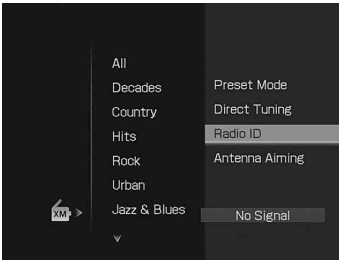 All
Decades
Country
Hits
Rock
Urban
Jazz & Blues
XM
Preset Mode
Direct Tuning
Radio ID
Antenna Aiming
No Signal